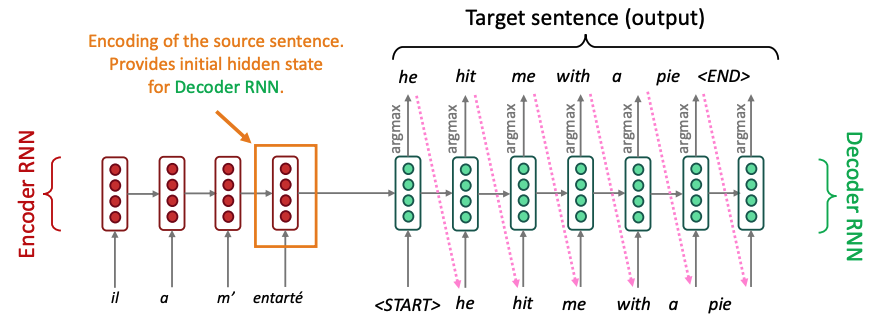 Target sentence (output)
Encoding of the source sentence.
Provides initial hidden state
for Decoder RNN.
he hit me with a pie <END>
argmax argmax argmax argmax argmax argmax argmax
Encoder RNN
Decoder RNN
il a m’ entarté
<START> he hit me with a pie